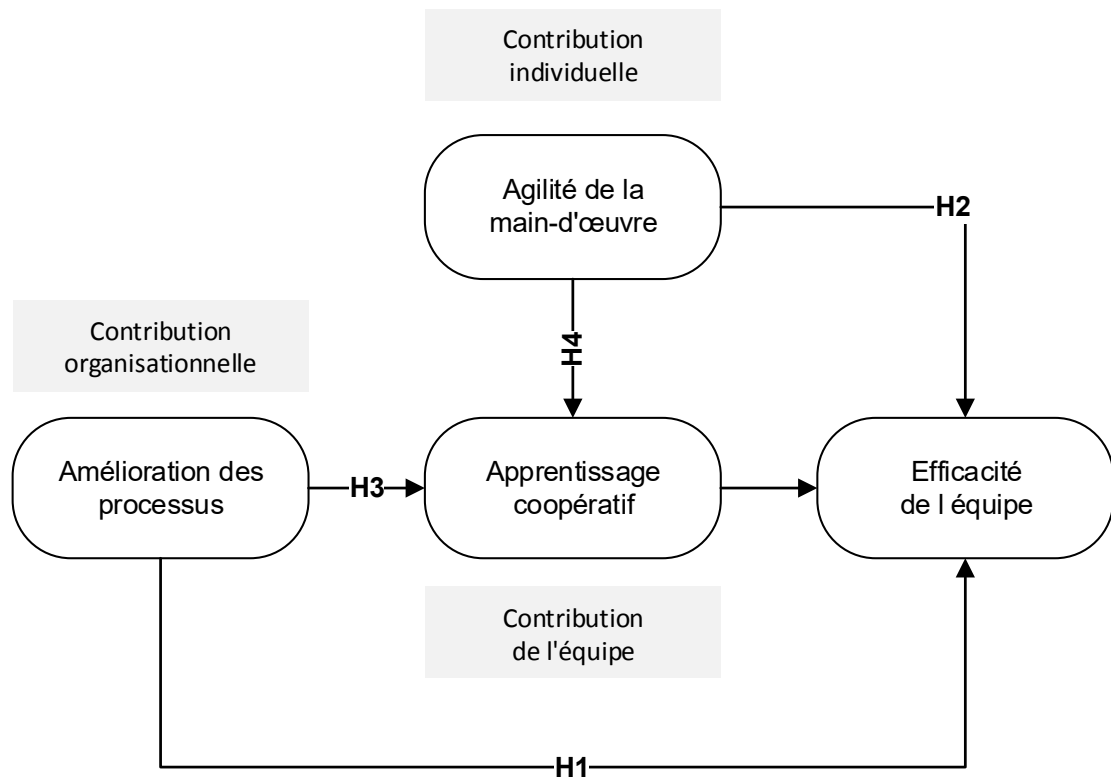 Contribution
individuelle
Agilité de la
main-d'œuvre
H2
H4
Contribution
organisationnelle
Amélioration des
processus
H3
Apprentissage
coopératif
Efficacité
de l équipe
Contribution
de l'équipe
H1